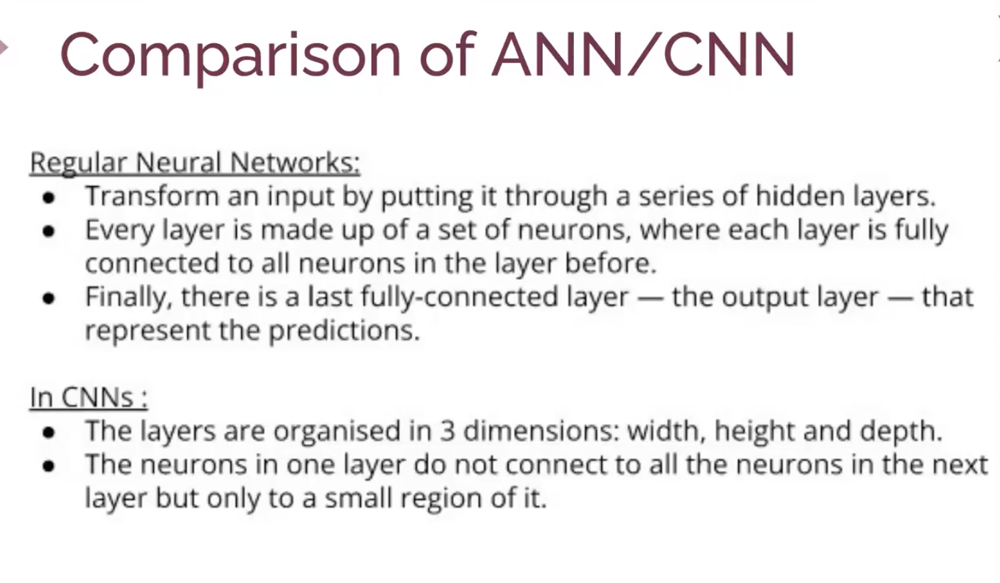 Comparison of ANN/CNN
Regular Neural Networks:
● Transform an input by putting it through a series of hidden layers.
● Every layer is made up of a set of neurons, where each layer is fully
connected to all neurons in the layer before.
● Finally, there is a last fully-connected layer — the output layer — that
represent the predictions.
In CNNs :
● The layers are organised in 3 dimensions: width, height and depth.
● The neurons in one layer do not connect to all the neurons in the next
layer but only to a small region of it.